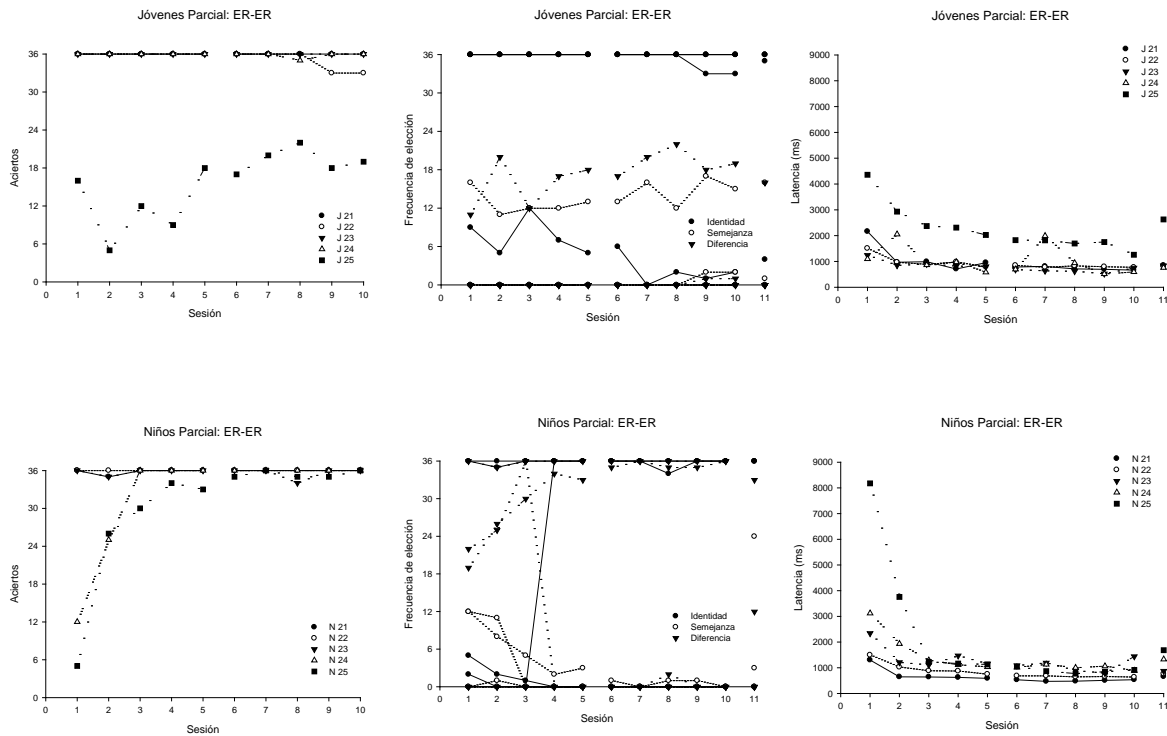 Jóvenes Parcial: ER-ER
Aciertos
36
30
24
18
12
6
0
0 1 2 3 4 5 6 7 8 9 10
Sesión
J 21
J 22
J 23
J 24
J 25
Jóvenes Parcial: ER-ER
Frecuencia de elección
36
30
24
18
12
6
0
0 1 2 3 4 5 6 7 8 9 10 11
Sesión
Identidad
Semejanza
Diferencia
Jóvenes Parcial: ER-ER
Latencia (ms)
9000
8000
7000
6000
5000
4000
3000
2000
1000
0
0 1 2 3 4 5 6 7 8 9 10 11
Sesión
J 21
J 22
J 23
J 24
J 25
Niños Parcial: ER-ER
Aciertos
36
30
24
18
12
6
0
0 1 2 3 4 5 6 7 8 9 10
Sesión
N 21
N 22
N 23
N 24
N 25
Niños Parcial: ER-ER
Frecuencia de elección
36
30
24
18
12
6
0
0 1 2 3 4 5 6 7 8 9 10 11
Sesión
Identidad
Semejanza
Diferencia
Niños Parcial: ER-ER
Latencia (ms)
9000
8000
7000
6000
5000
4000
3000
2000
1000
0
0 1 2 3 4 5 6 7 8 9 10 11
Sesión
N 21
N 22
N 23
N 24
N 25